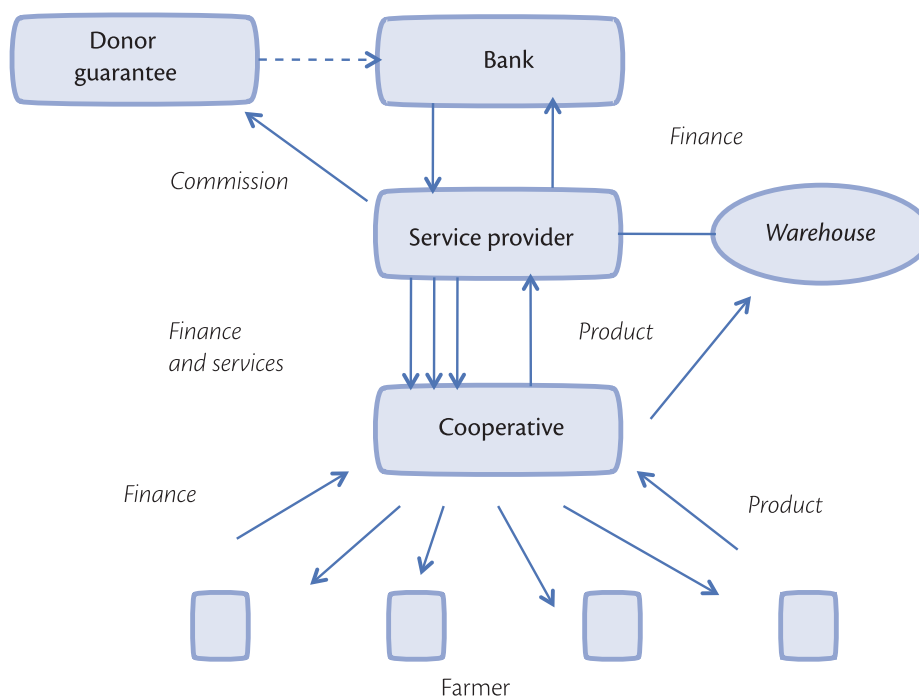 Donor
guarantee
Bank
Finance
Commission
Service provider
Warehouse
Finance
and services
Product
Cooperative
Finance
Product
Farmer